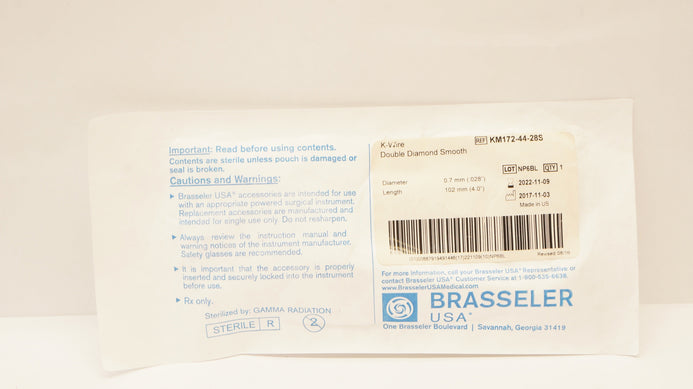 Important: Read before using contents.
Contents are sterile unless pouch is damaged or
seal is broken.
Cautions and Warnings:
▸ Brasseler USA® accessories are intended for use
with an appropriate powered surgical instrument.
Replacement accessories are manufactured and
intended for single use only. Do not resharpen.
▸ Always review the instruction manual and
warning notices of the instrument manufacturer.
Safety glasses are recommended.
▸ It is important that the accessory is properly
inserted and securely locked into the instrument
before use.
▸ Rx only.
Sterilized by: GAMMA RADIATION
STERILE R 2
K-Wire
REF KM172-44-28S
Double Diamond Smooth
LOT NP6BL QTY 1
Diameter 0.7 mm (.028")
2022-11-09
Length 102 mm (4.0")
2017-11-03
Made in US
Revised
For more information, call your Brasseler USA® Representative or
contact Brasseler USA® Customer Service at 1-800-535-6638.
www.BrasselerUSAMedical.com
BRASSELER
USA®
One Brasseler Boulevard | Savannah, Georgia 31419